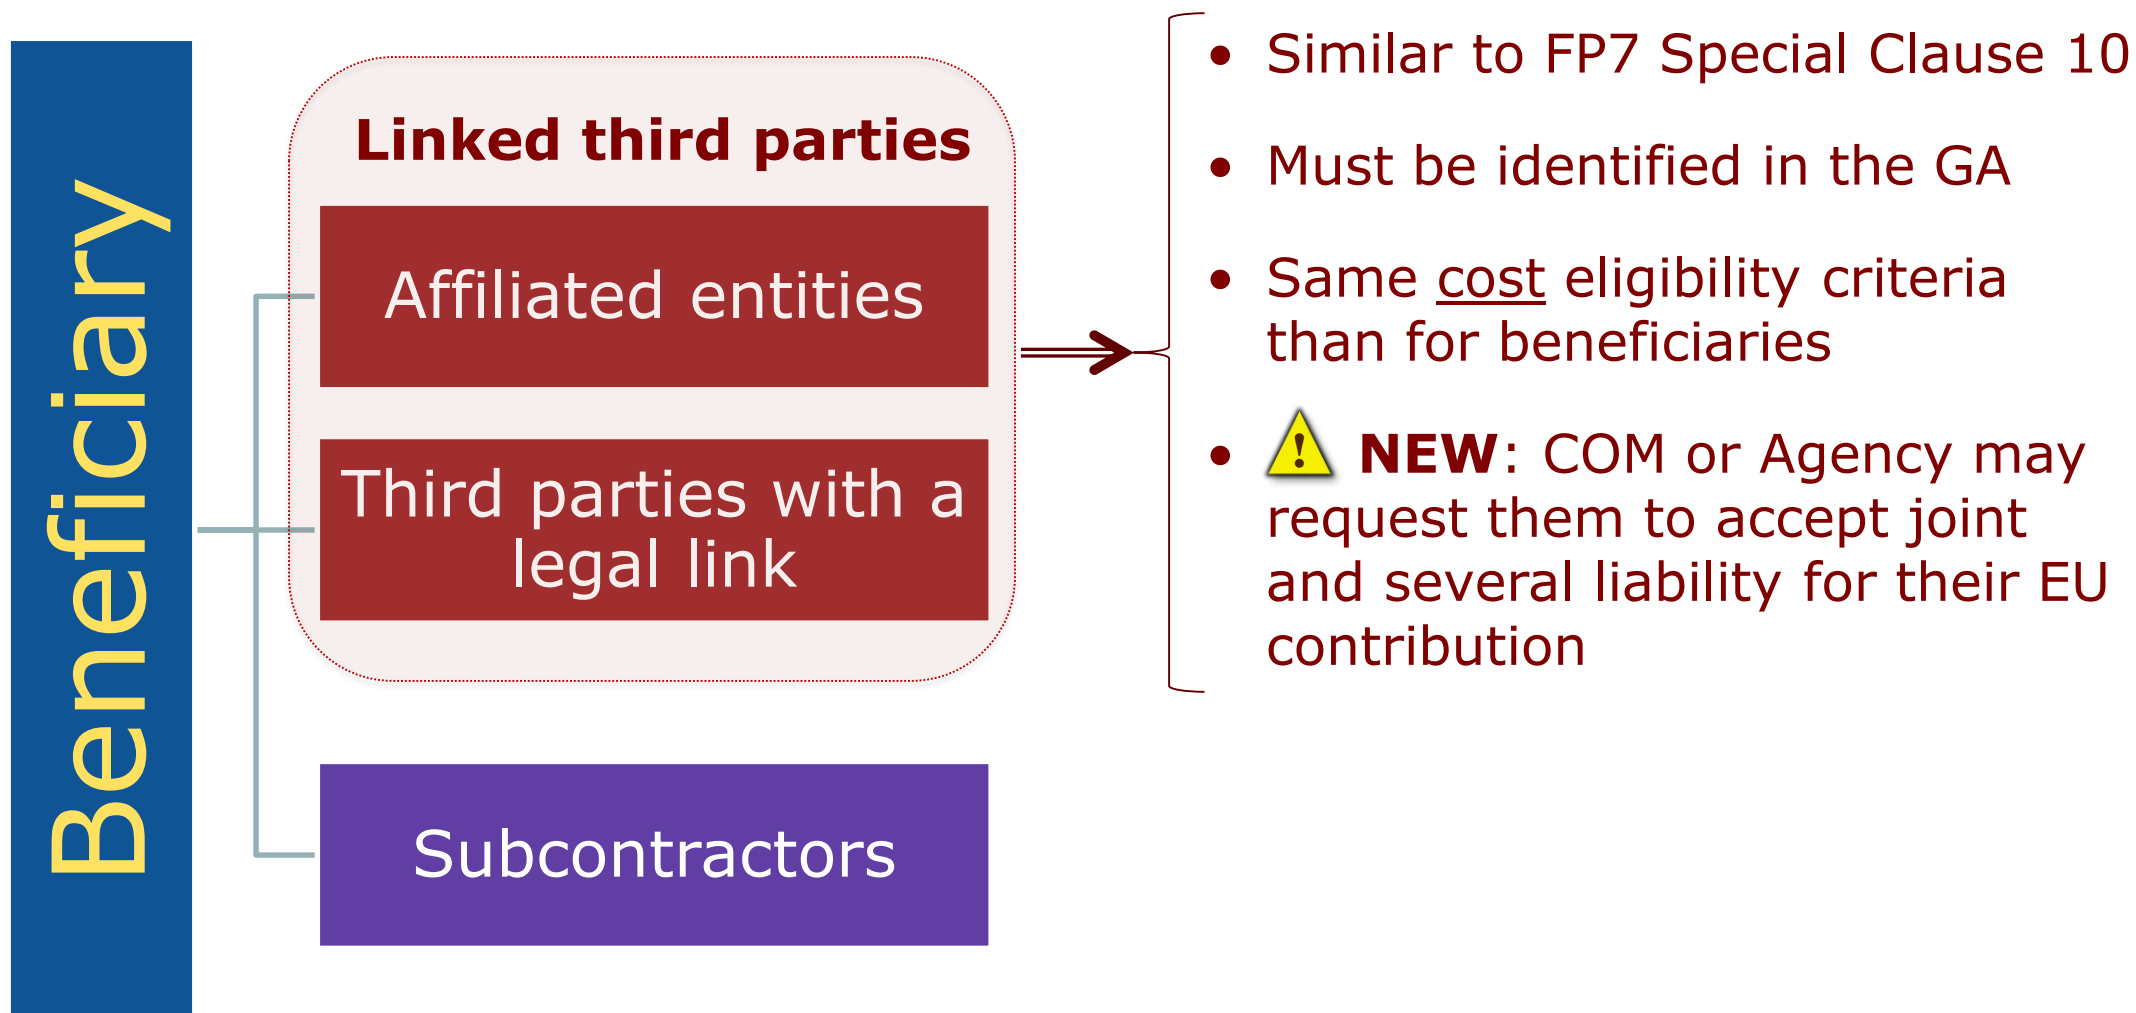 Beneficiary
Linked third parties
Affiliated entities
Third parties with a
legal link
Subcontractors
• Similar to FP7 Special Clause 10
• Must be identified in the GA
• Same cost eligibility criteria
than for beneficiaries
• ! NEW: COM or Agency may
request them to accept joint
and several liability for their EU
contribution